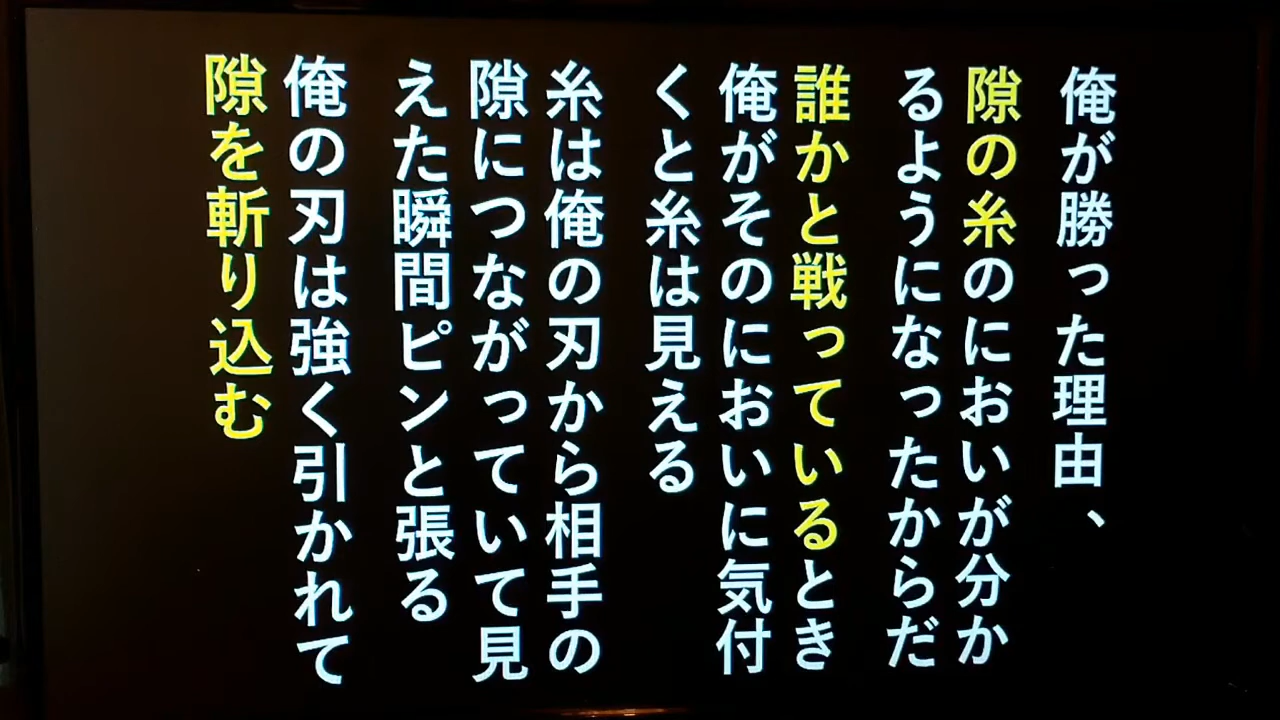 俺が勝った理由、
隙の糸のにおいが分か
るようになったからだ
誰かと戦っているとき
俺がそのにおいに気付
くと糸は見える
糸は俺の刃から相手の
隙につながっていて見
えた瞬間ピンと張る
俺の刃は強く引かれて
隙を斬り込む